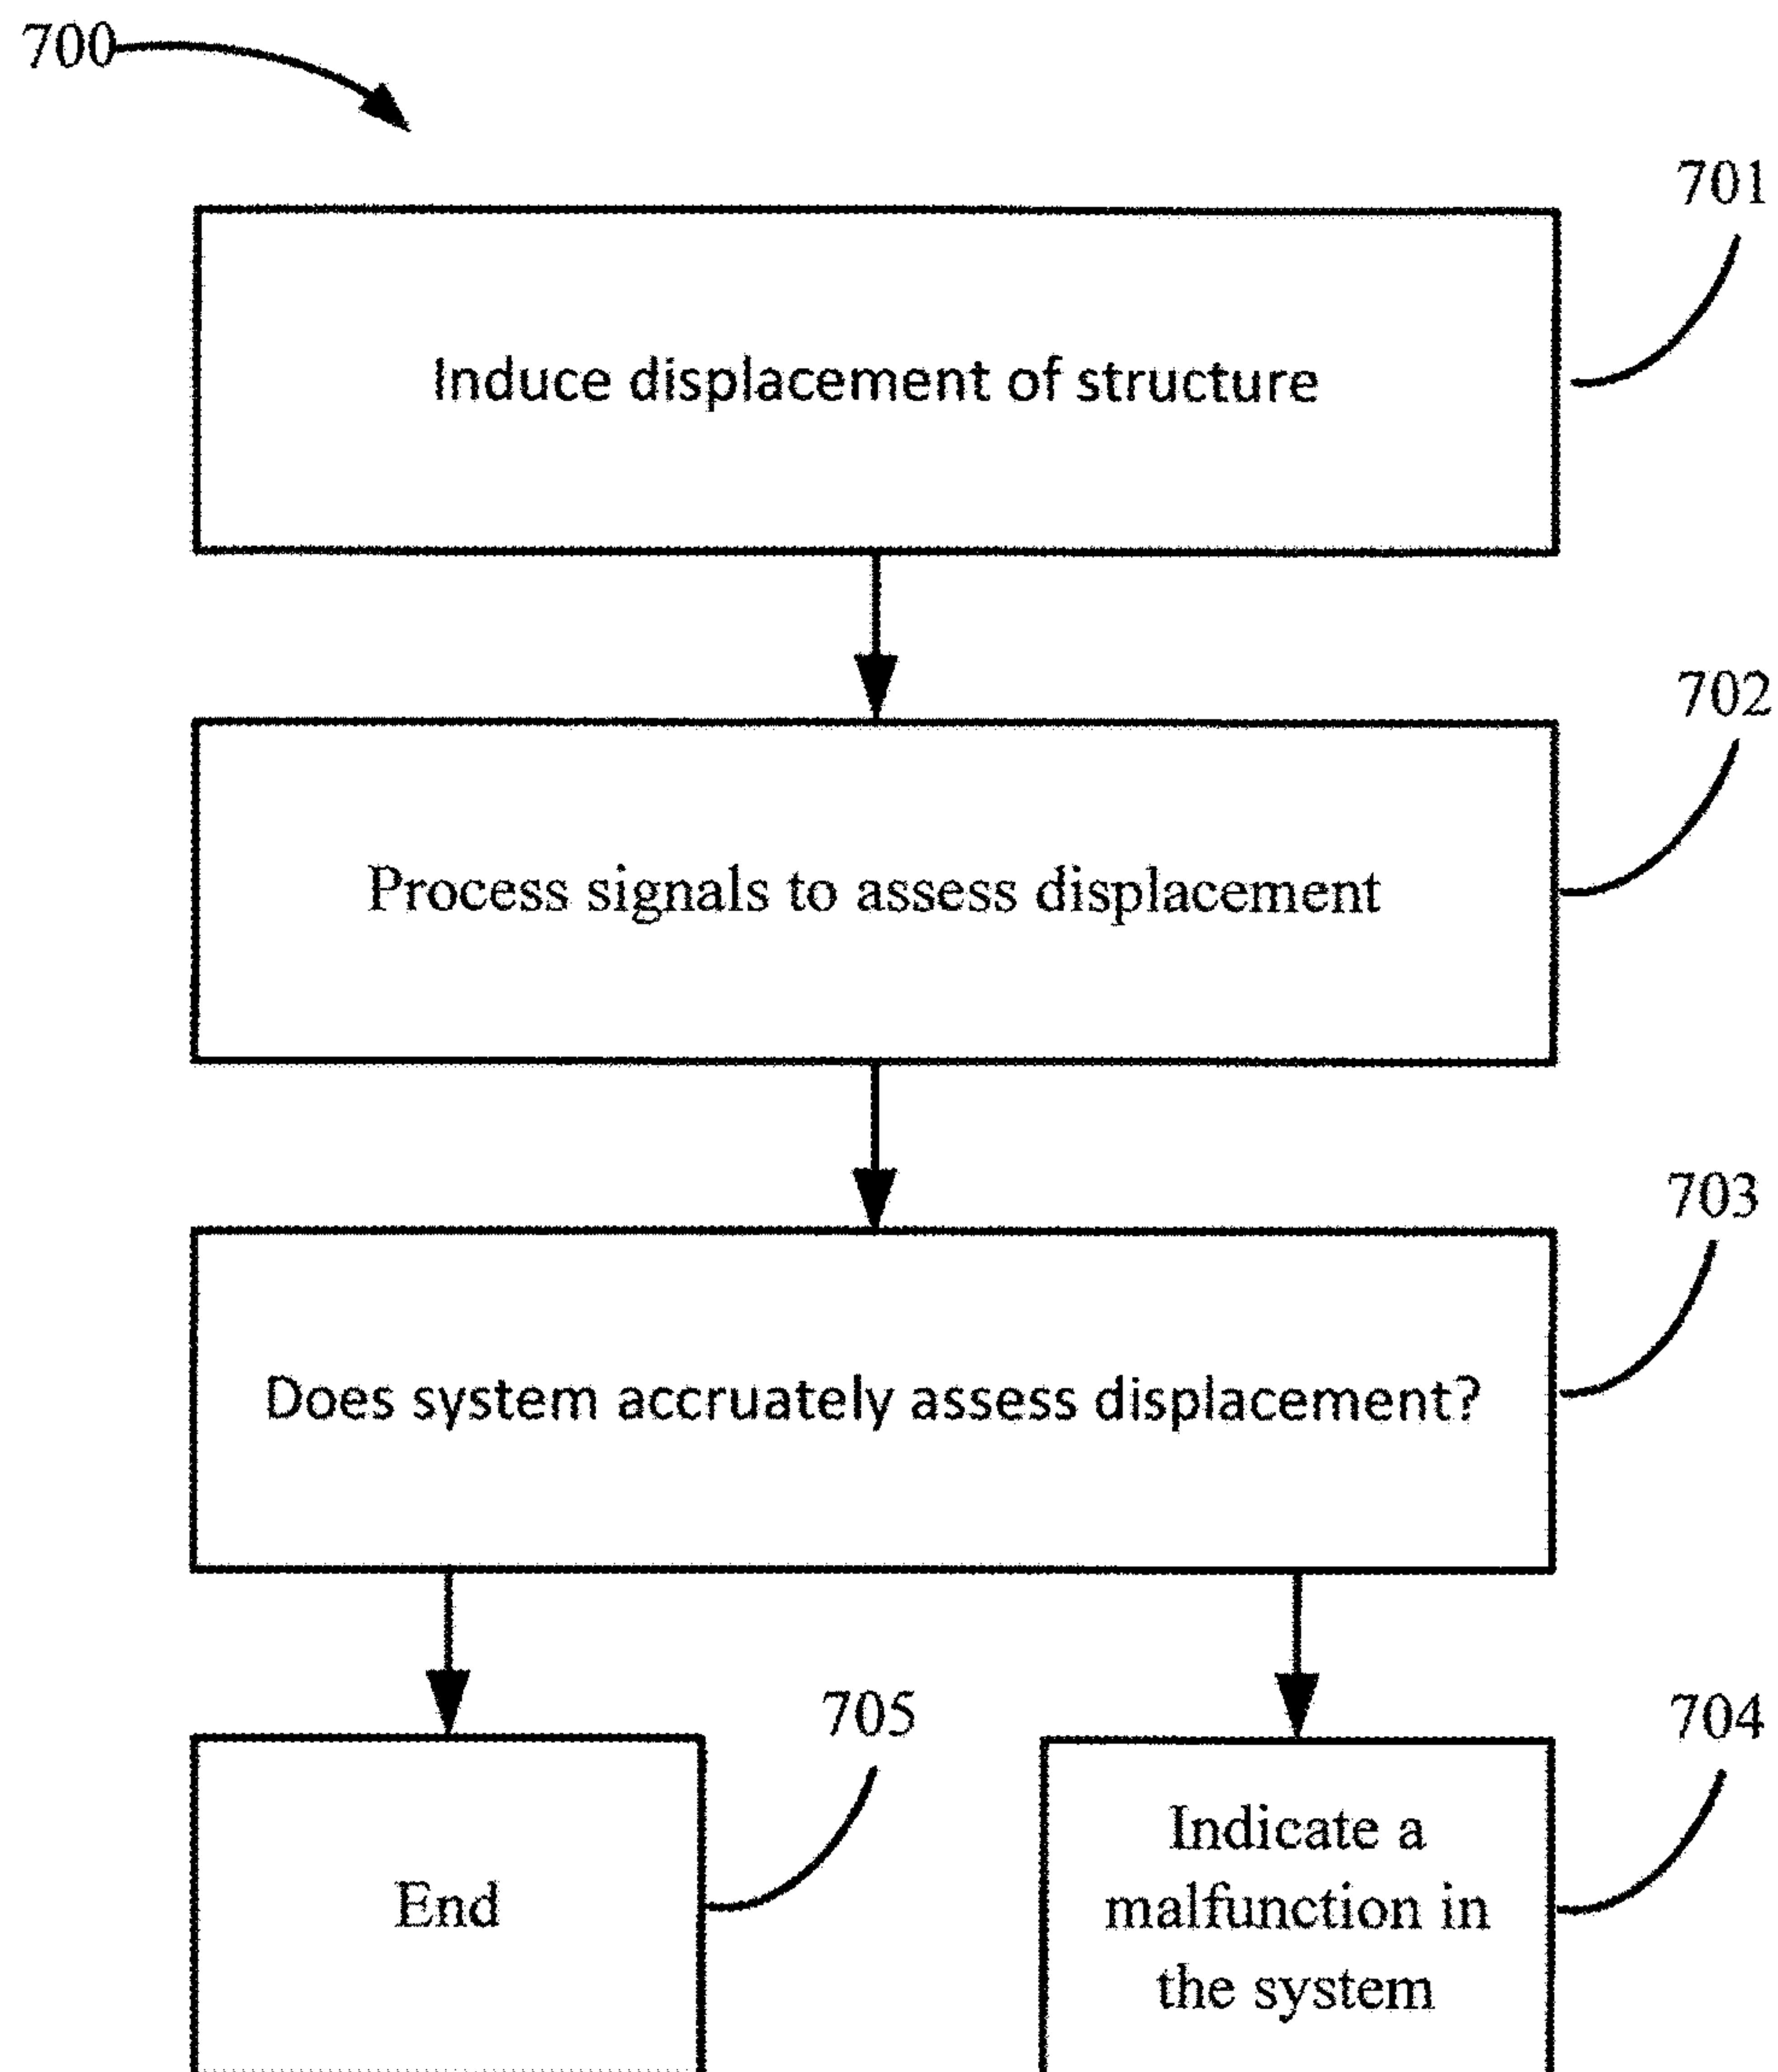 700
701
Induce displacement of structure
702
Process signals to assess displacement
703
Does system accruately assess displacement?
705
704
End
Indicate a
malfunction in
the system